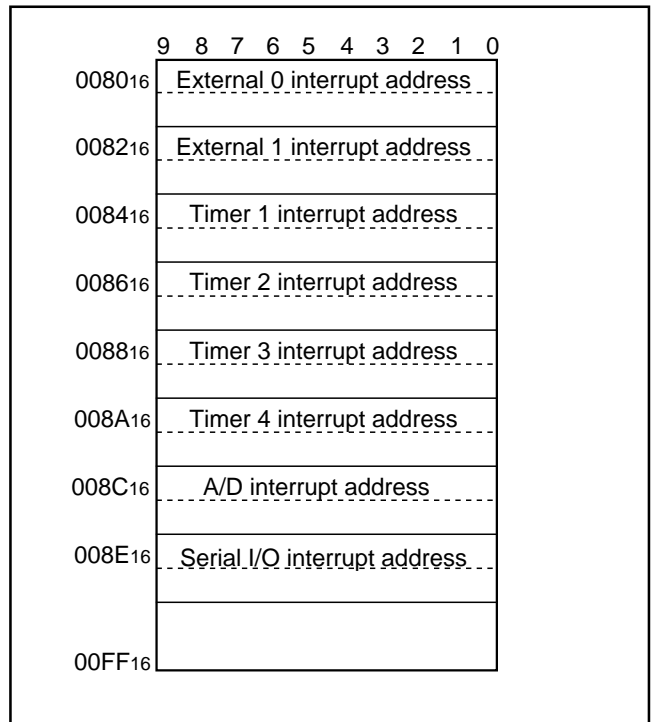 9 8 7 6 5 4 3 2 1 0
008016 External 0 interrupt address
008216 External 1 interrupt address
008416 Timer 1 interrupt address
008616 Timer 2 interrupt address
008816 Timer 3 interrupt address
008A16 Timer 4 interrupt address
008C16 A/D interrupt address
008E16 Serial I/O interrupt address
00FF16